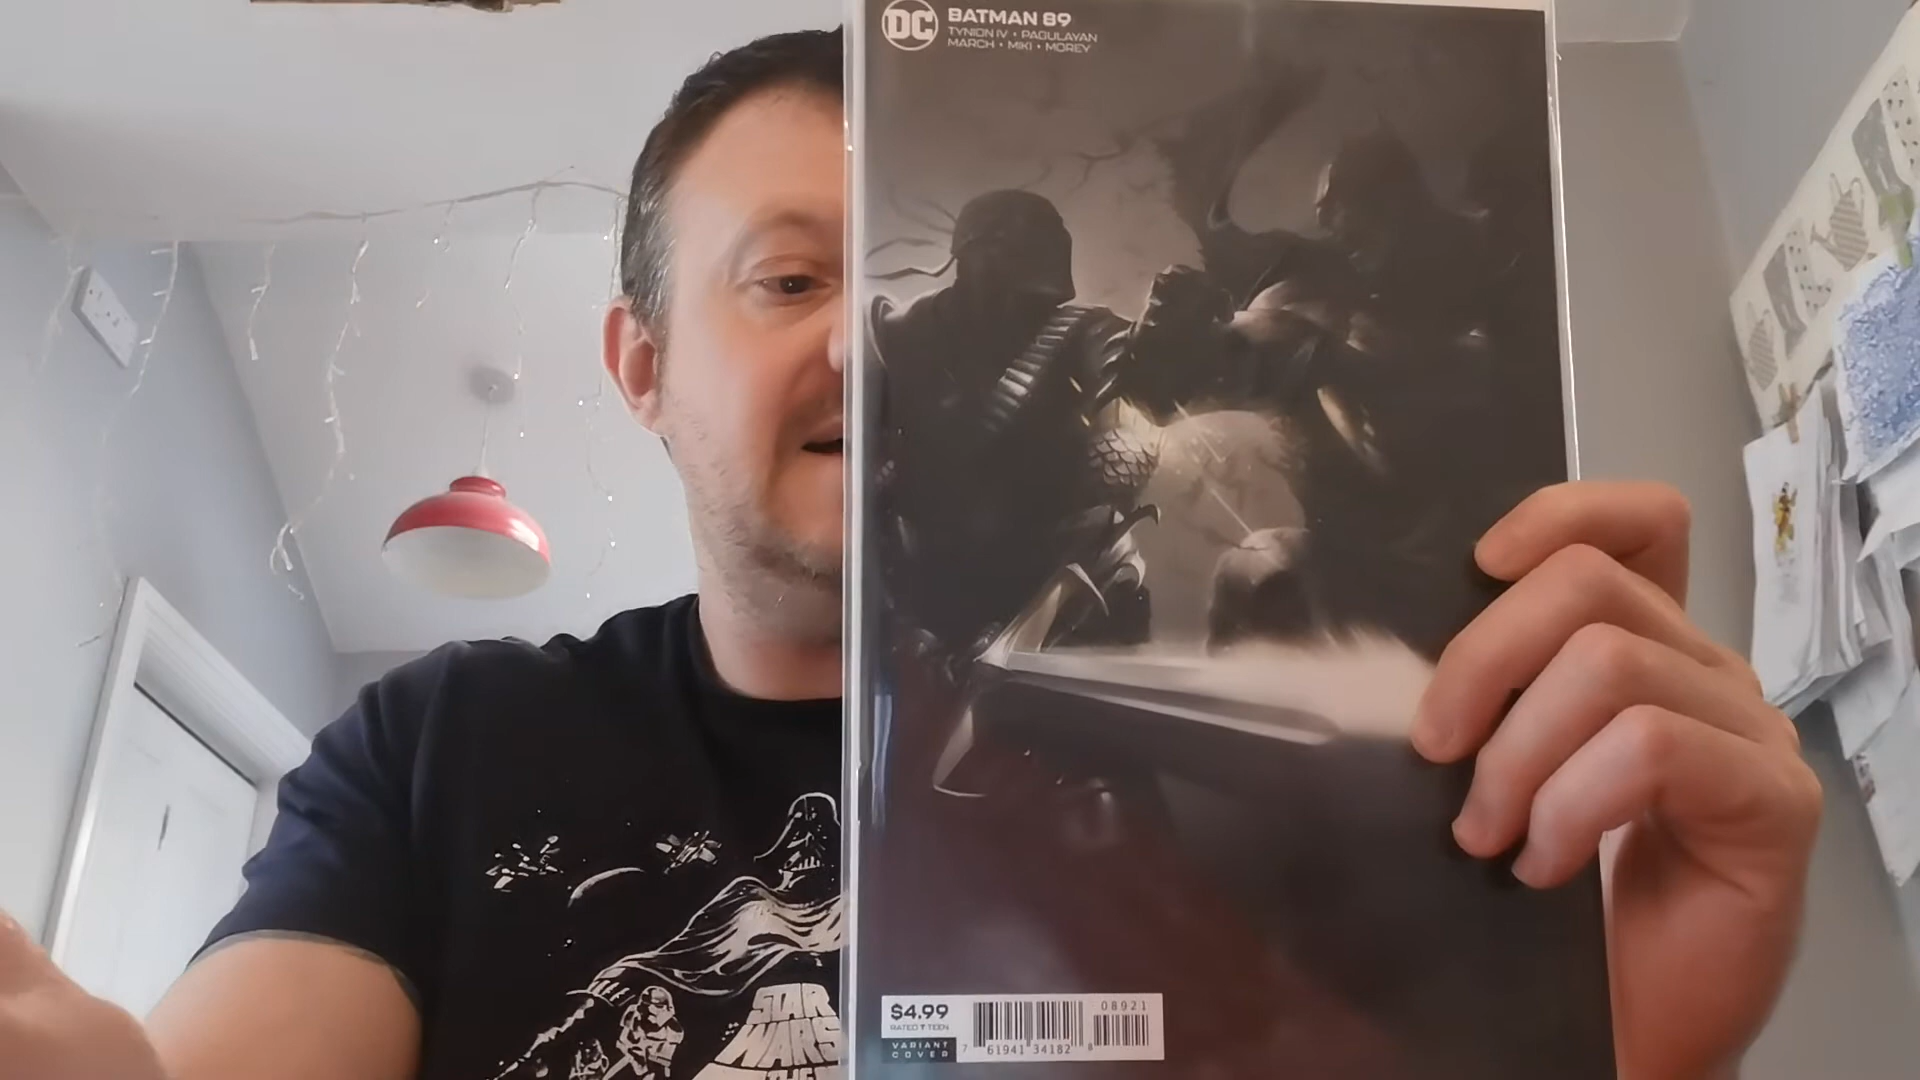 DC
BATMAN 89
TYNION IV • PAGULAYAN
MARCH • MIKI • MOREY
$4.99
RATED T TEEN
VARIANT
COVER
08921
7 61941 34182 8
STAR
WARS
THE